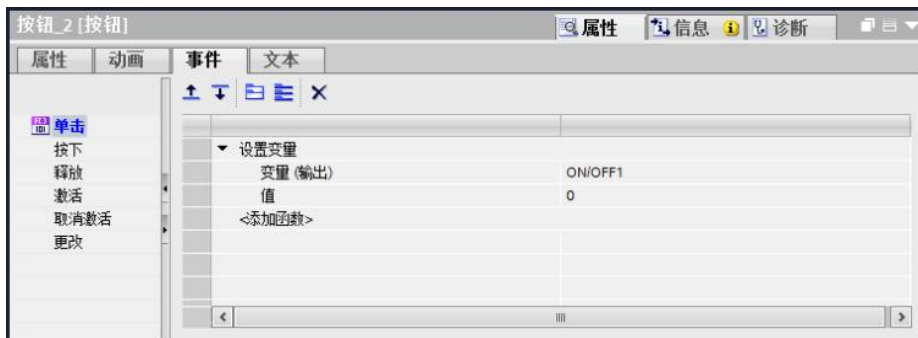 按钮_2 [按钮]
属性 信息 诊断
属性 动画 事件 文本
单击
按下
释放
激活
取消激活
更改
设置变量
变量 (输出) ON/OFF1
值 0
<添加函数>